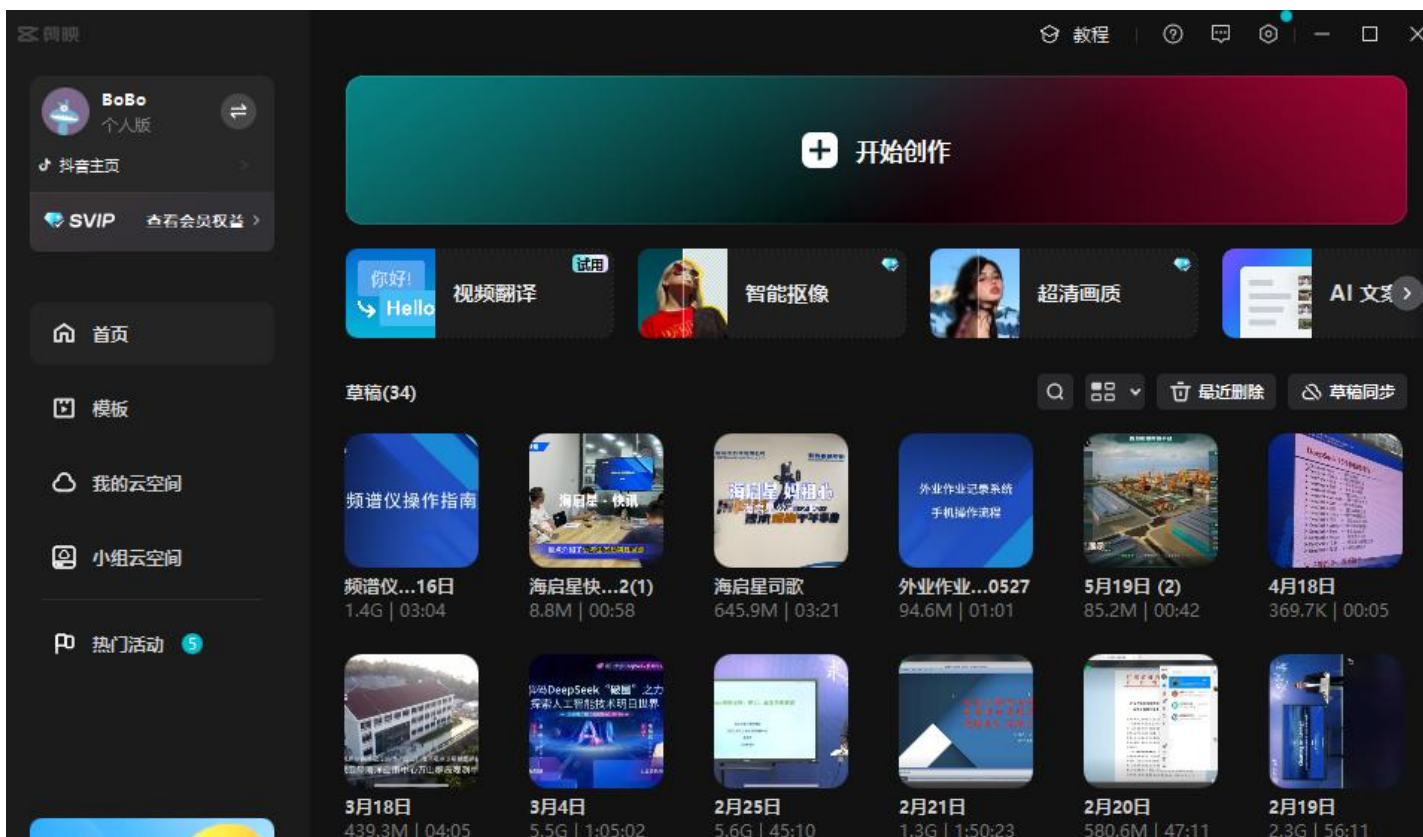 剪映
教程
BoBo
个人版
抖音主页
SVIP 查看会员权益
开始创作
你好!
Hello
视频翻译
试用
智能抠像
超清画质
AI 文案
首页
模板
我的云空间
小组云空间
热门活动 5
草稿(34)
最近删除
草稿同步
频谱仪操作指南
海启星·快讯
外业作业记录系统
手机操作流程
频谱仪...16日
海启星快...2(1)
海启星司歌
外业作业...0527
5月19日 (2)
4月18日
1.4G | 03:04
8.8M | 00:58
645.9M | 03:21
94.6M | 01:01
85.2M | 00:42
369.7K | 00:05
DeepSeek“破圈”之力
探索人工智能技术明日世界
AI
3月18日
3月4日
2月25日
2月21日
2月20日
2月19日
439.3M | 04:05
5.5G | 1:05:02
5.6G | 45:10
1.3G | 1:50:23
580.6M | 47:11
2.3G | 56:11